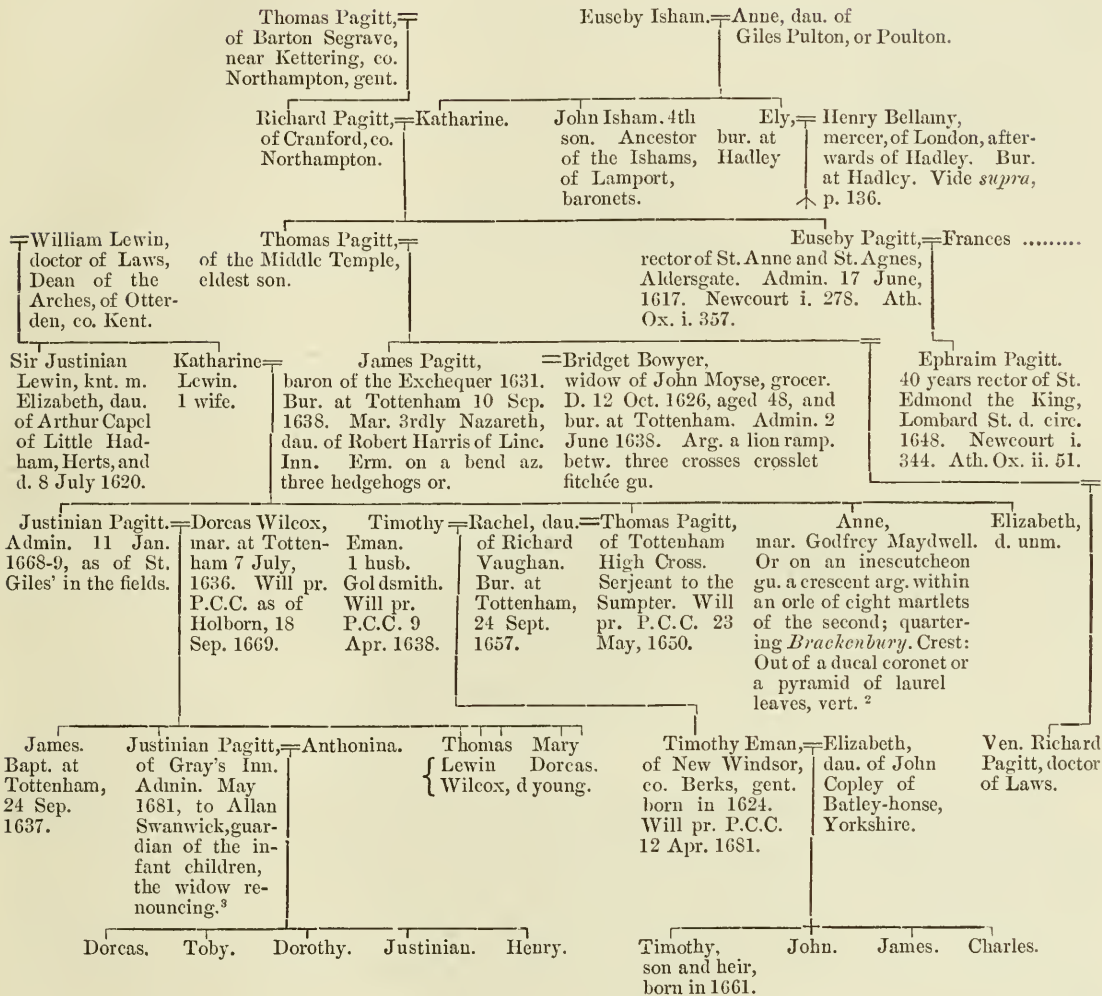 Thomas Pagitt,
of Barton Segrave,
near Kettering, co.
Northampton, gent.
Euseby Isham.
Anne, dau. of
Giles Pulton, or Poulton.
Richard Pagitt,
of Cranford, co.
Northampton.
Katharine.
John Isham. 4th
son. Ancestor
of the Ishams,
of Lamport,
baronets.
Ely,
bur. at
Hadley
Henry Bellamy,
mercer, of London, after-
wards of Hadley. Bur.
at Hadley. Vide supra,
p. 136.
William Lewin,
doctor of Laws,
Dean of the
Arches, of Otter-
den, co. Kent.
Thomas Pagitt,
of the Middle Temple,
eldest son.
Euseby Pagitt,
rector of St. Anne and St. Agnes,
Aldersgate. Admin. 17 June,
1617. Newcourt i. 278. Ath.
Ox. i. 357.
Frances .........
Sir Justinian
Lewin, knt. m.
Elizabeth, dau.
of Arthur Capel
of Little Had-
ham, Herts, and
d. 8 July 1620.
Katharine
Lewin.
1 wife.
James Pagitt,
baron of the Exchequer 1631.
Bur. at Tottenham 10 Sep.
1638. Mar. 3rdly Nazareth,
dau. of Robert Harris of Linc.
Inn. Erm. on a bend az.
three hedgehogs or.
Bridget Bowyer,
widow of John Moyse, grocer.
D. 12 Oct. 1626, aged 48, and
bur. at Tottenham. Admin. 2
June 1638. Arg. a lion ramp.
betw. three crosses crosslet
fitchée gu.
Ephraim Pagitt.
40 years rector of St.
Edmond the King,
Lombard St. d. circ.
1648. Newcourt i.
344. Ath. Ox. ii. 51.
Justinian Pagitt.
Admin. 11 Jan.
1668-9, as of St.
Giles' in the fields.
Dorcas Wilcox,
mar. at Totten-
ham 7 July,
1636. Will pr.
P.C.C. as of
Holborn, 18
Sep. 1669.
Timothy
Eman.
1 husb.
Goldsmith.
Will pr.
P.C.C. 9
Apr. 1638.
Rachel, dau.
of Richard
Vaughan.
Bur. at
Tottenham,
24 Sept.
1657.
Thomas Pagitt,
of Tottenham
High Cross.
Serjeant to the
Sumpter. Will
pr. P.C.C. 23
May, 1650.
Anne,
mar. Godfrey Maydwell.
Or on an inescutcheon
gu. a crescent arg. within
an orle of eight martlets
of the second; quarter-
ing Brackenbury. Crest:
Out of a ducal coronet or
a pyramid of laurel
leaves, vert. 2
Elizabeth,
d. unm.
James.
Bapt. at
Tottenham,
24 Sep.
1637.
Justinian Pagitt,
of Gray's Inn.
Admin. May
1681, to Allan
Swanwick, guar-
dian of the in-
fant children,
the widow re-
nouncing.3
Anthonina.
Thomas Mary
Lewin Dorcas.
Wilcox, d young.
Timothy Eman,
of New Windsor,
co. Berks, gent.
born in 1624.
Will pr. P.C.C.
12 Apr. 1681.
Elizabeth,
dau. of John
Copley of
Batley-house,
Yorkshire.
Ven. Richard
Pagitt, doctor
of Laws.
Dorcas. Toby. Dorothy. Justinian. Henry.
Timothy,
son and heir,
born in 1661.
John. James. Charles.